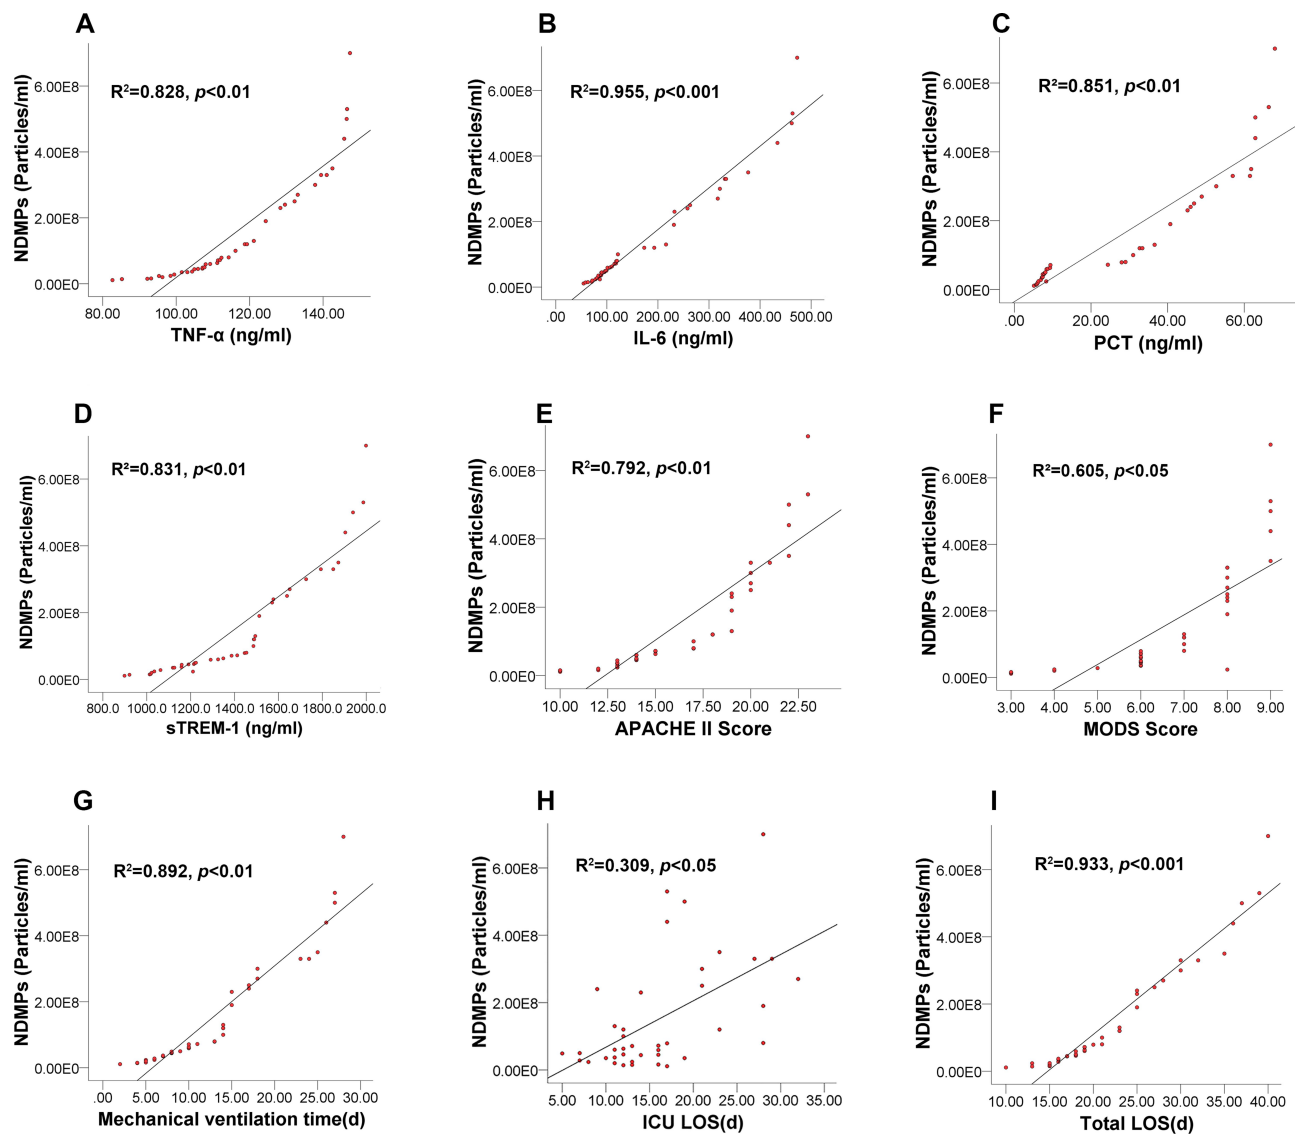 A
NDMPs (Particles/ml)
R²=0.828, p<0.01
6.00E8
4.00E8
2.00E8
0.00E0
80.00 100.00 120.00 140.00
TNF-α (ng/ml)
B
NDMPs (Particles/ml)
R²=0.955, p<0.001
6.00E8
4.00E8
2.00E8
0.00E0
.00 100.00 200.00 300.00 400.00 500.00
IL-6 (ng/ml)
C
NDMPs (Particles/ml)
R²=0.851, p<0.01
6.00E8
4.00E8
2.00E8
0.00E0
.00 20.00 40.00 60.00
PCT (ng/ml)
D
NDMPs (Particles/ml)
R²=0.831, p<0.01
6.00E8
4.00E8
2.00E8
0.00E0
800.0 1000.0 1200.0 1400.0 1600.0 1800.0 2000.0
sTREM-1 (ng/ml)
E
NDMPs (Particles/ml)
R²=0.792, p<0.01
6.00E8
4.00E8
2.00E8
0.00E0
10.00 12.50 15.00 17.50 20.00 22.50
APACHE II Score
F
NDMPs (Particles/ml)
R²=0.605, p<0.05
6.00E8
4.00E8
2.00E8
0.00E0
3.00 4.00 5.00 6.00 7.00 8.00 9.00
MODS Score
G
NDMPs (Particles/ml)
R²=0.892, p<0.01
6.00E8
4.00E8
2.00E8
0.00E0
.00 5.00 10.00 15.00 20.00 25.00 30.00
Mechanical ventilation time(d)
H
NDMPs (Particles/ml)
R²=0.309, p<0.05
6.00E8
4.00E8
2.00E8
0.00E0
5.00 10.00 15.00 20.00 25.00 30.00 35.00
ICU LOS(d)
I
NDMPs (Particles/ml)
R²=0.933, p<0.001
6.00E8
4.00E8
2.00E8
0.00E0
10.00 15.00 20.00 25.00 30.00 35.00 40.00
Total LOS(d)